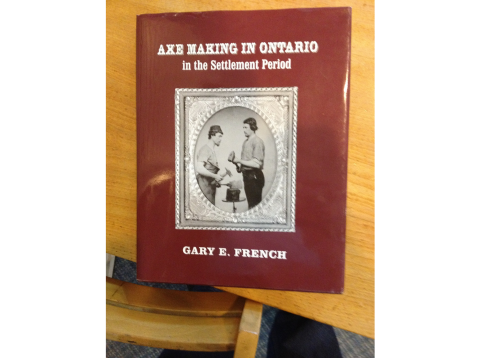 AXE MAKING IN ONTARIO
in the Settlement Period
GARY E. FRENCH